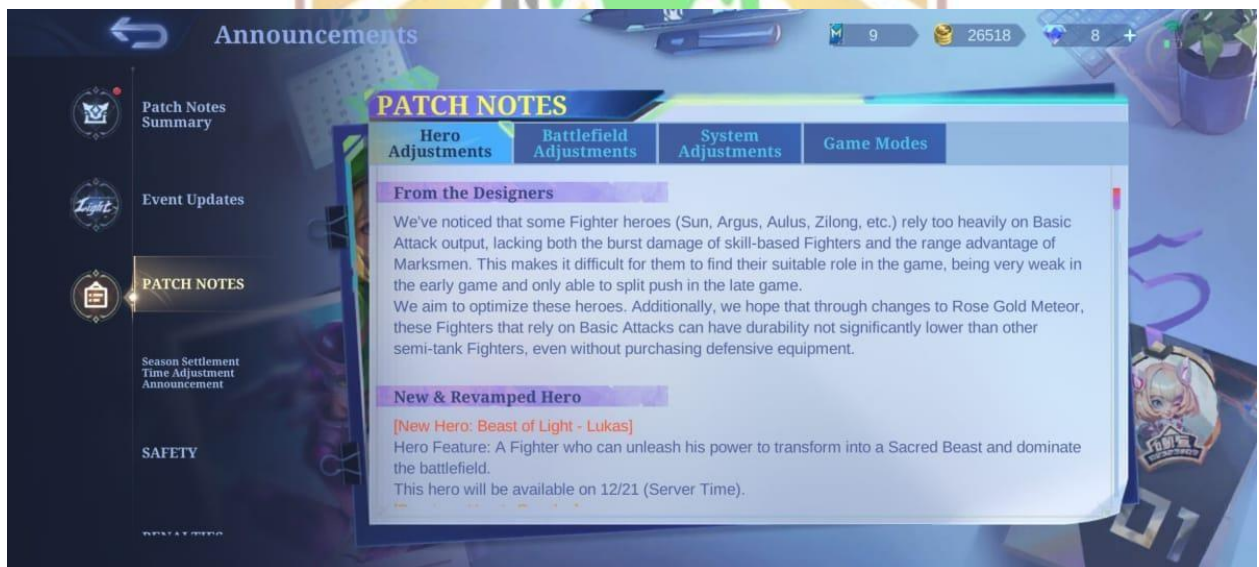 Announcements
9
26518
8
+
Patch Notes
Summary
Light
Event Updates
PATCH NOTES
Season Settlement
Time Adjustment
Announcement
SAFETY
PATCH NOTES
Hero
Adjustments
Battlefield
Adjustments
System
Adjustments
Game Modes
From the Designers
We've noticed that some Fighter heroes (Sun, Argus, Aulus, Zilong, etc.) rely too heavily on Basic
Attack output, lacking both the burst damage of skill-based Fighters and the range advantage of
Marksmen. This makes it difficult for them to find their suitable role in the game, being very weak in
the early game and only able to split push in the late game.
We aim to optimize these heroes. Additionally, we hope that through changes to Rose Gold Meteor,
these Fighters that rely on Basic Attacks can have durability not significantly lower than other
semi-tank Fighters, even without purchasing defensive equipment.
New & Revamped Hero
[New Hero: Beast of Light - Lukas]
Hero Feature: A Fighter who can unleash his power to transform into a Sacred Beast and dominate
the battlefield.
This hero will be available on 12/21 (Server Time).
01